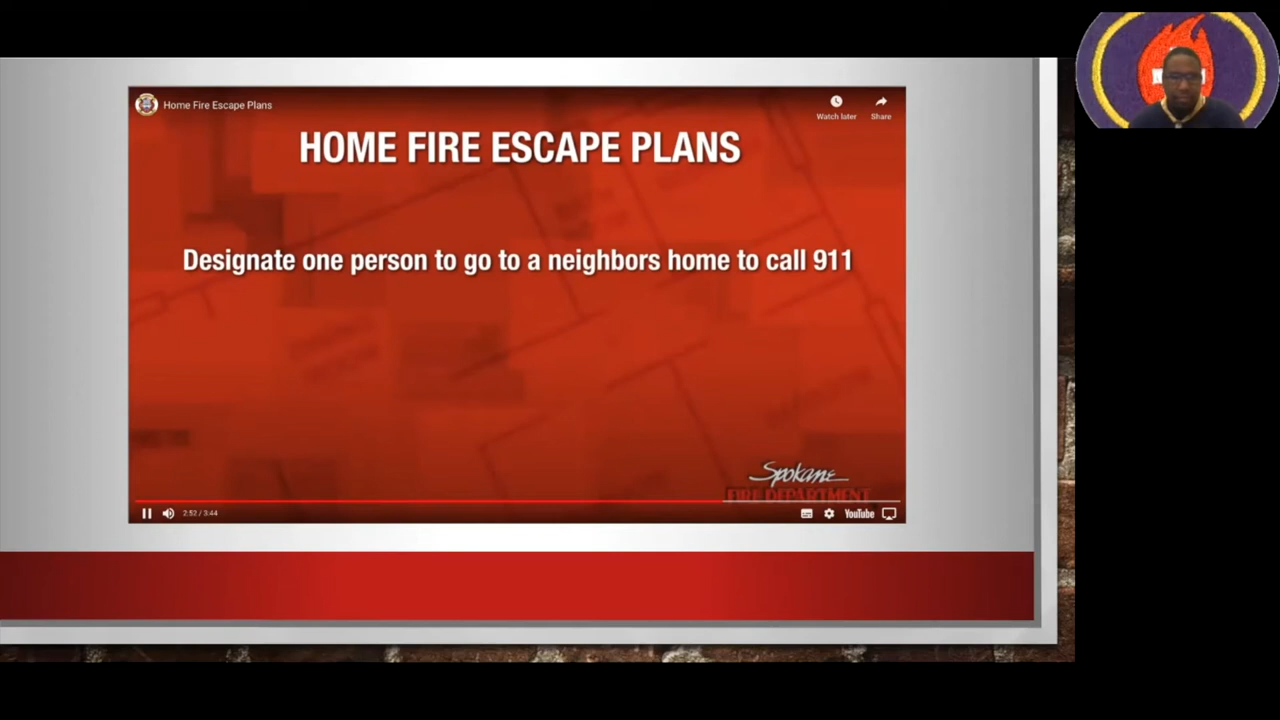 Home Fire Escape Plans
Watch later
Share
HOME FIRE ESCAPE PLANS
Designate one person to go to a neighbors home to call 911
Spokane
FIRE DEPARTMENT
2:52 / 3:44
YouTube